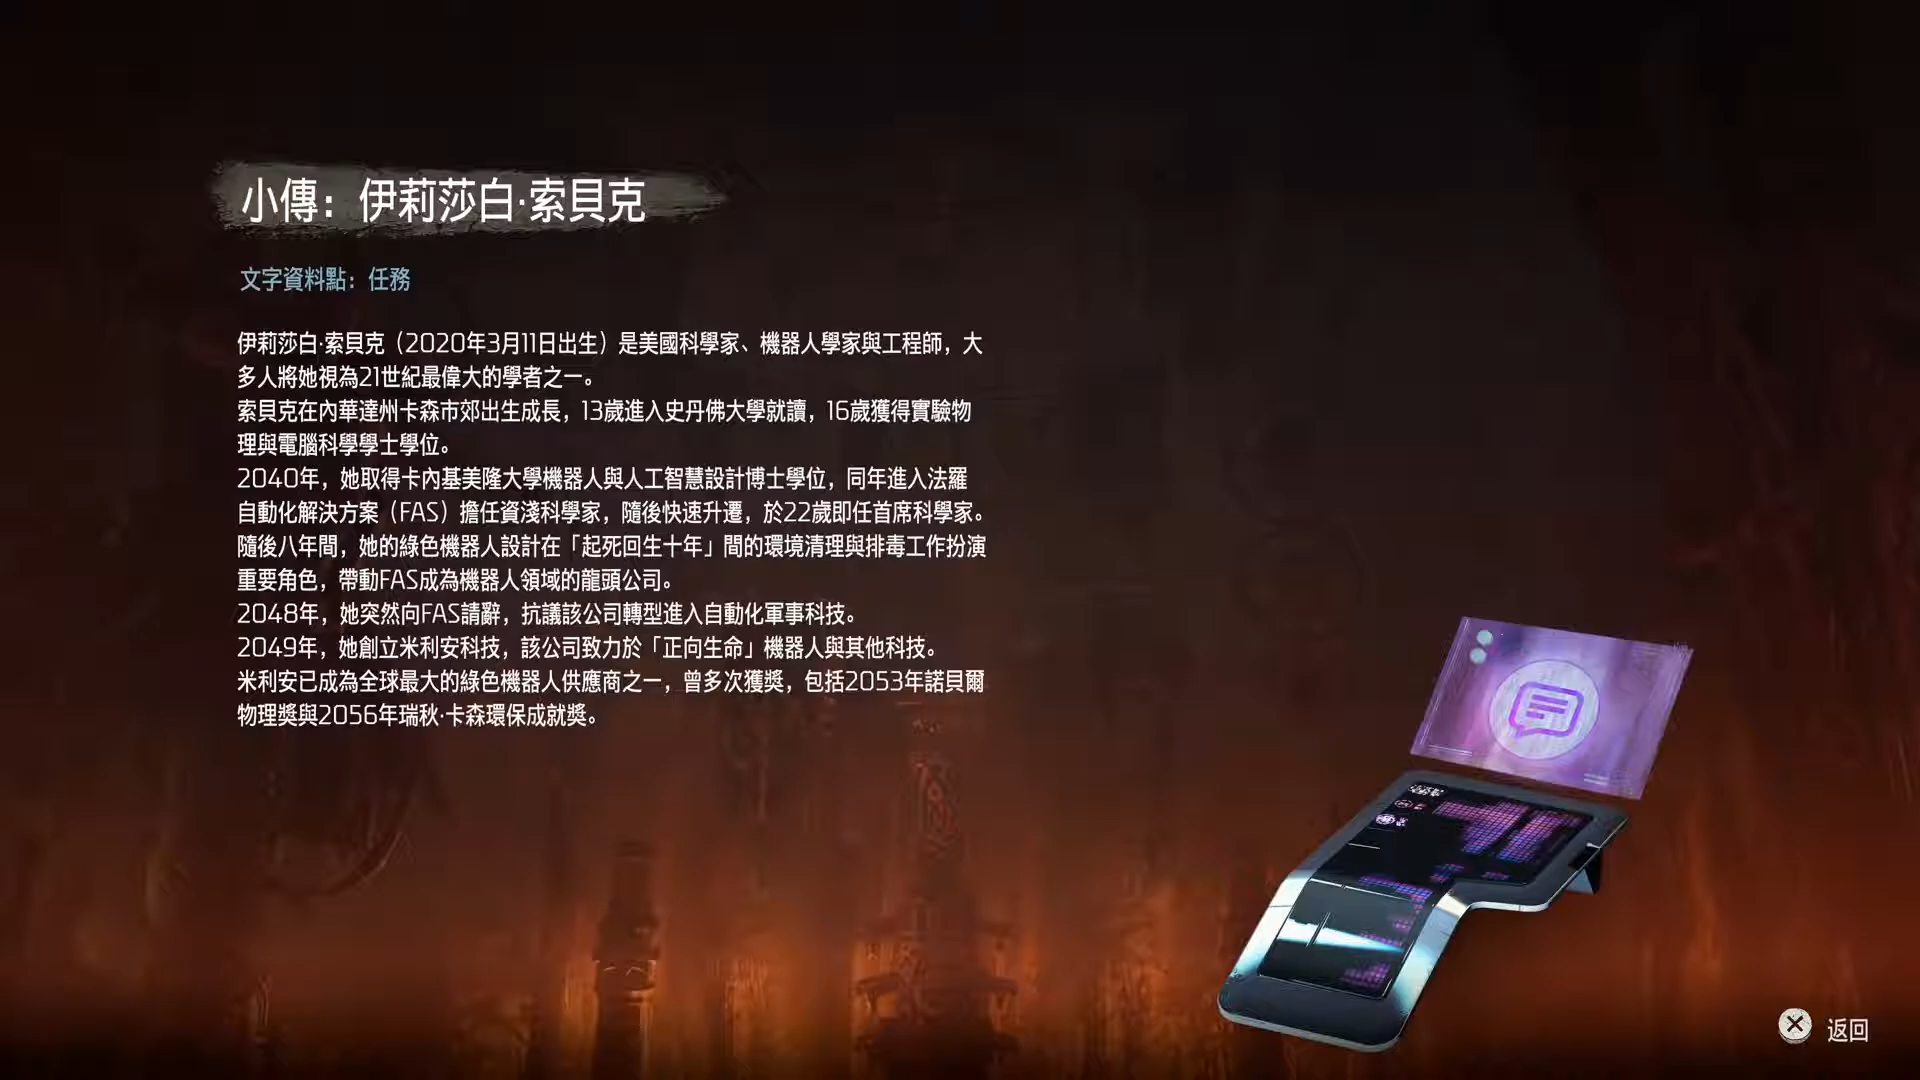 小傳：伊莉莎白·索貝克
文字資料點：任務
伊莉莎白·索貝克（2020年3月11日出生）是美國科學家、機器人學家與工程師，大
多人將她視為21世紀最偉大的學者之一。
索貝克在內華達州卡森市郊出生成長，13歲進入史丹佛大學就讀，16歲獲得實驗物
理與電腦科學學士學位。
2040年，她取得卡內基美隆大學機器人與人工智慧設計博士學位，同年進入法羅
自動化解決方案（FAS）擔任資淺科學家，隨後快速升遷，於22歲即任首席科學家。
隨後八年間，她的綠色機器人設計在「起死回生十年」間的環境清理與排毒工作扮演
重要角色，帶動FAS成為機器人領域的龍頭公司。
2048年，她突然向FAS請辭，抗議該公司轉型進入自動化軍事科技。
2049年，她創立米利安科技，該公司致力於「正向生命」機器人與其他科技。
米利安已成為全球最大的綠色機器人供應商之一，曾多次獲獎，包括2053年諾貝爾
物理獎與2056年瑞秋·卡森環保成就獎。
返回